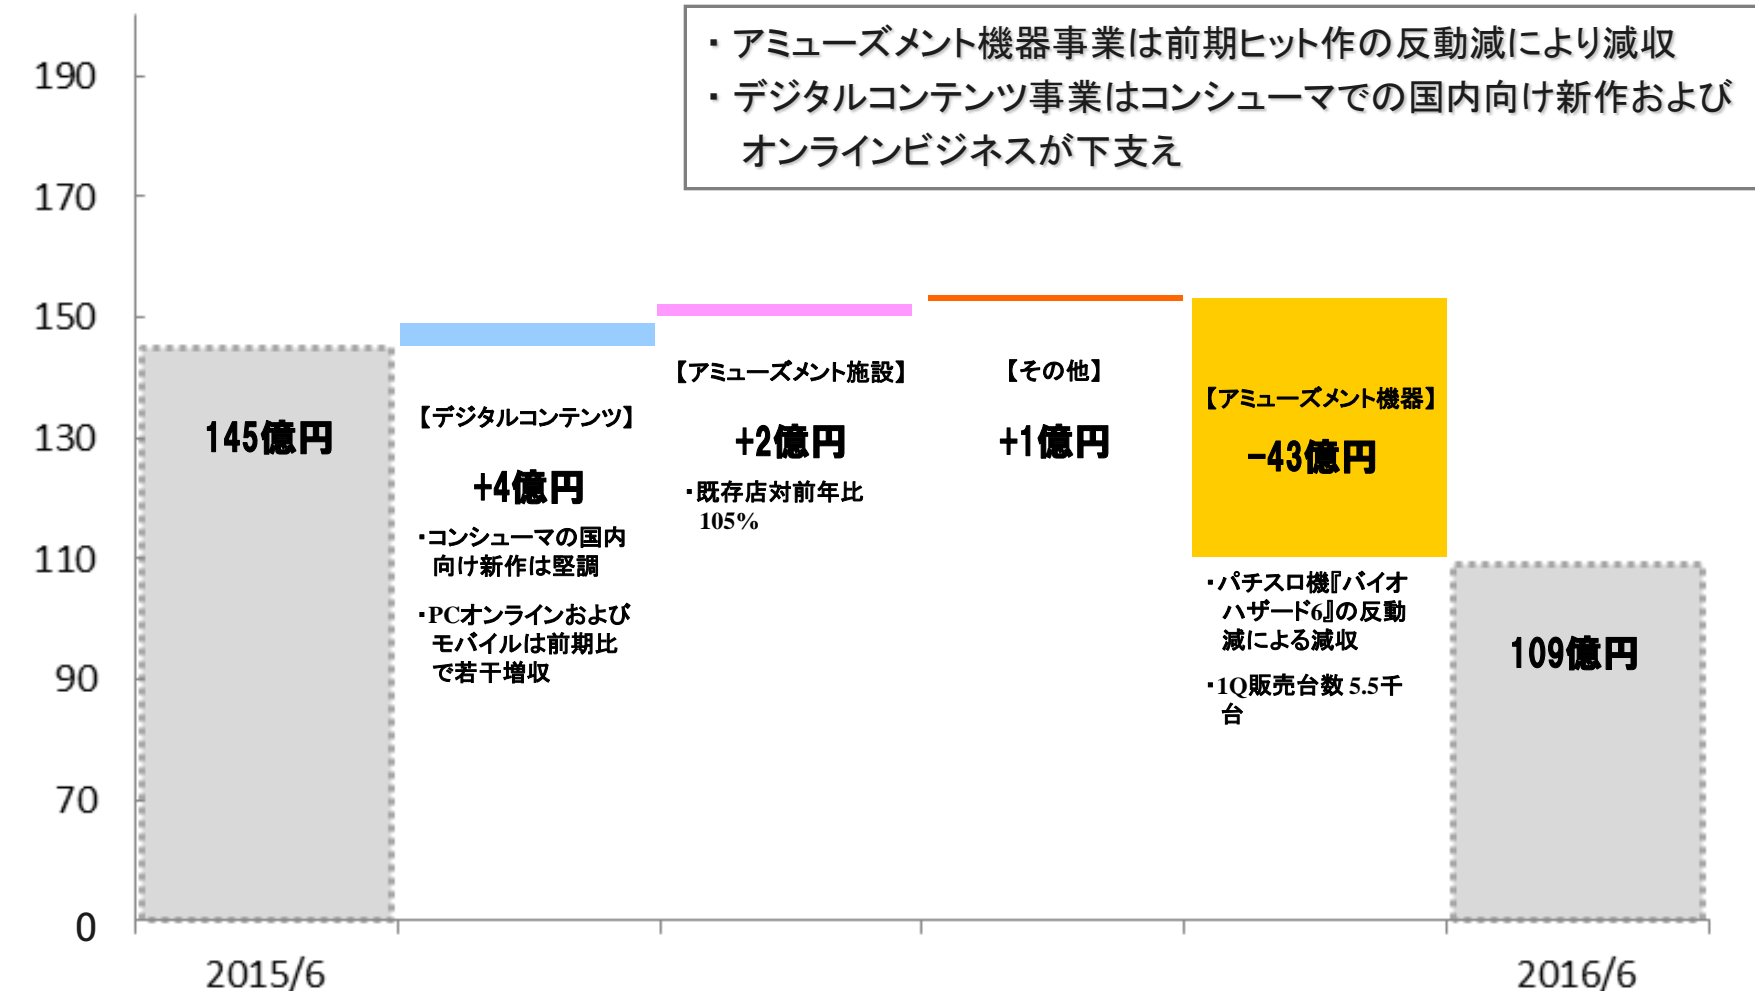 ・アミューズメント機器事業は前期ヒット作の反動減により減収
・デジタルコンテンツ事業はコンシューマでの国内向け新作および
オンラインビジネスが下支え
190
170
150
130
110
90
70
0
145億円
【デジタルコンテンツ】
+4億円
・コンシューマの国内
向け新作は堅調
・PCオンラインおよび
モバイルは前期比
で若干増収
【アミューズメント施設】
+2億円
・既存店対前年比
105%
【その他】
+1億円
【アミューズメント機器】
-43億円
・パチスロ機『バイオ
ハザード6』の反動
減による減収
・1Q販売台数 5.5千
台
109億円
2015/6
2016/6